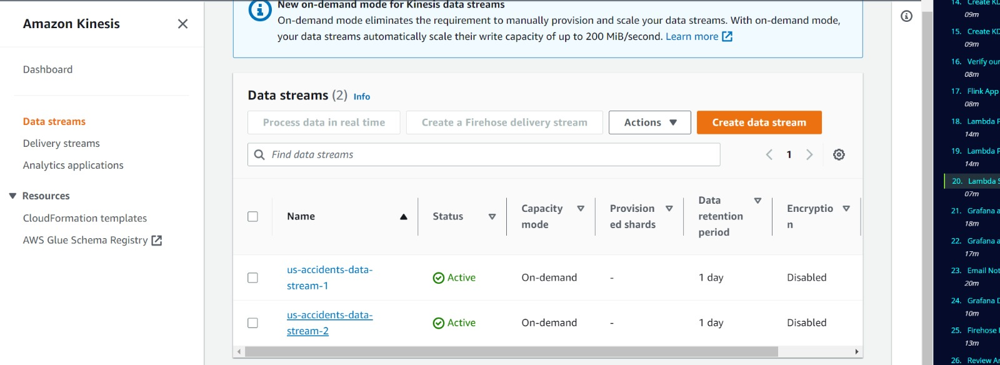 Amazon Kinesis
Dashboard
Data streams
Delivery streams
Analytics applications
Resources
CloudFormation templates
AWS Glue Schema Registry
New on-demand mode for Kinesis data streams
On-demand mode eliminates the requirement to manually provision and scale your data streams. With on-demand mode,
your data streams automatically scale their write capacity of up to 200 MiB/second. Learn more
Data streams (2) Info
Process data in real time
Create a Firehose delivery stream
Actions
Create data stream
Find data streams
1
Name
Status
Capacity
mode
Provision
ed shards
Data
retention
period
Encryptio
n
us-accidents-data-
stream-1
Active
On-demand
-
1 day
Disabled
us-accidents-data-
stream-2
Active
On-demand
-
1 day
Disabled
14. Create KD
09m
15. Create KD
09m
16. Verify our
08m
17. Flink App
08m
18. Lambda
14m
19. Lambda
14m
20. Lambda
07m
21. Grafana a
18m
22. Grafana a
17m
23. Email Not
20m
24. Grafana
10m
25. Firehose
13m
26. Review